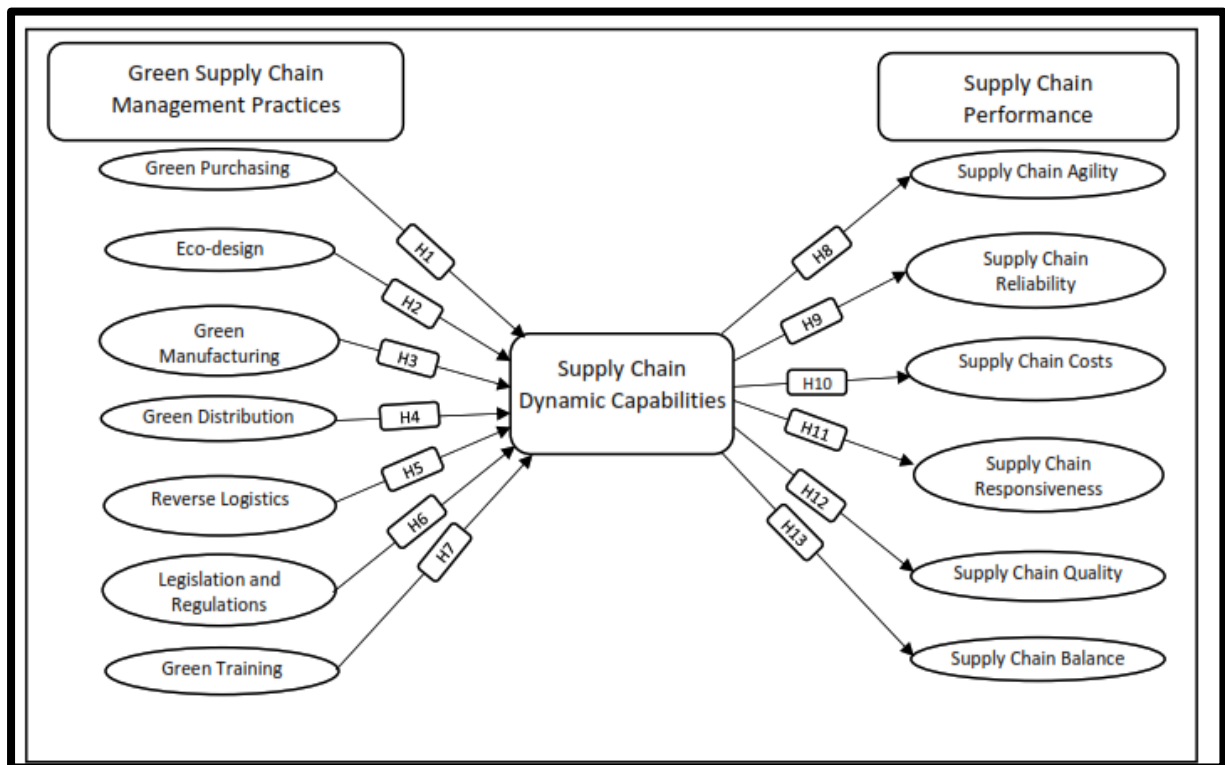 Green Supply Chain
Management Practices
Green Purchasing
Eco-design
Green
Manufacturing
Green Distribution
Reverse Logistics
Legislation and
Regulations
Green Training
H1
H2
H3
H4
H5
H6
H7
Supply Chain
Dynamic Capabilities
H8
H9
H10
H11
H12
H13
Supply Chain
Performance
Supply Chain Agility
Supply Chain
Reliability
Supply Chain Costs
Supply Chain
Responsiveness
Supply Chain Quality
Supply Chain Balance